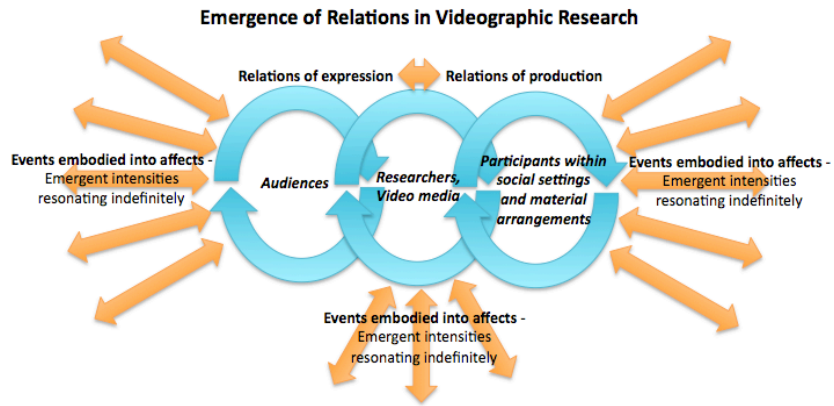 Emergence of Relations in Videographic Research
Relations of expression
Relations of production
Events embodied into affects -
Emergent intensities
resonating indefinitely
Audiences
Researchers,
Video media
Participants within
social settings
and material
arrangements
Events embodied into affects -
Emergent intensities
resonating indefinitely
Events embodied into affects -
Emergent intensities
resonating indefinitely